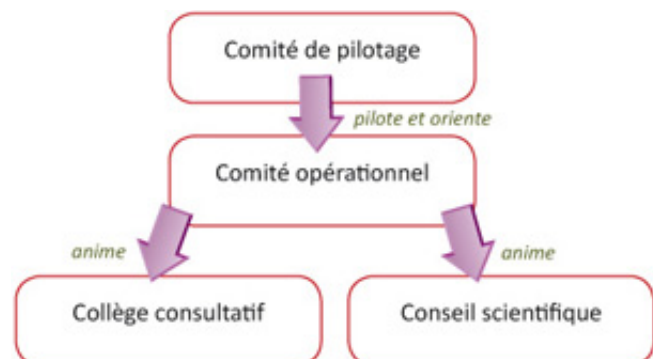 Comité de pilotage
pilote et oriente
Comité opérationnel
anime
anime
Collège consultatif
Conseil scientifique